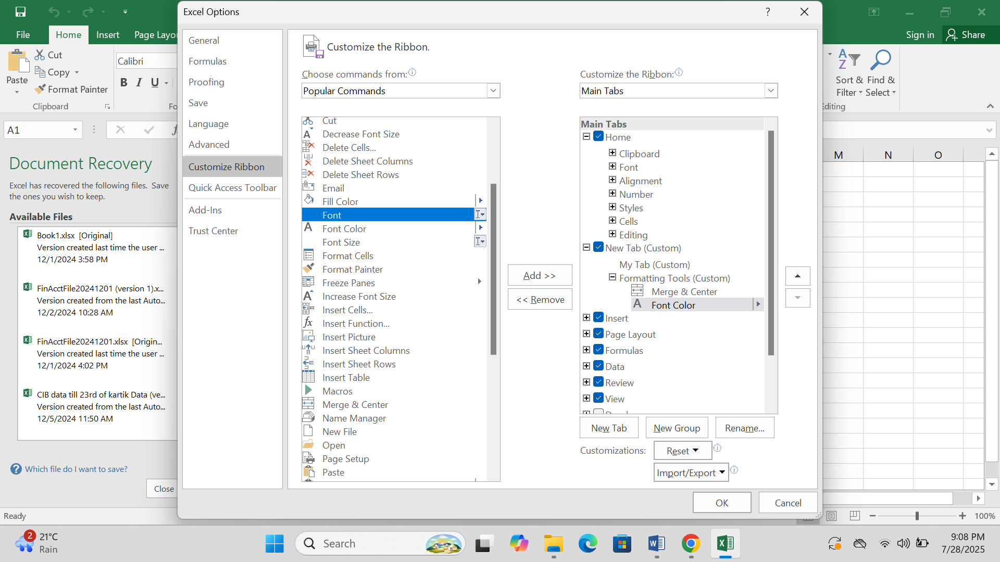 Excel Options
?
File
Home
Insert
Page Layou
Sign in
Share
Paste
Cut
Copy
Format Painter
Clipboard
Calibri
B I U
Fo
Sort & Filter
Find & Select
Editing
A1
Document Recovery
Excel has recovered the following files. Save
the ones you wish to keep.
Available Files
Book1.xlsx [Original]
Version created last time the user ...
12/1/2024 3:58 PM
FinAcctFile20241201 (version 1).x...
Version created from the last Auto...
12/2/2024 10:28 AM
FinAcctFile20241201.xlsx [Origin...
Version created last time the user ...
12/1/2024 4:02 PM
CIB data till 23rd of kartik Data (ve...
Version created from the last Auto...
12/5/2024 11:50 AM
Which file do I want to save?
Close
General
Formulas
Proofing
Save
Language
Advanced
Customize Ribbon
Quick Access Toolbar
Add-Ins
Trust Center
Customize the Ribbon.
Choose commands from:
Popular Commands
Cut
Decrease Font Size
Delete Cells...
Delete Sheet Columns
Delete Sheet Rows
Email
Fill Color
Font
Font Color
Font Size
Format Cells
Format Painter
Freeze Panes
Increase Font Size
Insert Cells...
Insert Function...
Insert Picture
Insert Sheet Columns
Insert Sheet Rows
Insert Table
Macros
Merge & Center
Name Manager
New File
Open
Page Setup
Paste
Add >>
<< Remove
Customize the Ribbon:
Main Tabs
Main Tabs
Home
Clipboard
Font
Alignment
Number
Styles
Cells
Editing
New Tab (Custom)
My Tab (Custom)
Formatting Tools (Custom)
Merge & Center
Font Color
Insert
Page Layout
Formulas
Data
Review
View
New Tab
New Group
Rename...
Customizations:
Reset
Import/Export
OK
Cancel
M N O
Ready
100%
2
21°C
Rain
Search
9:08 PM
7/28/2025